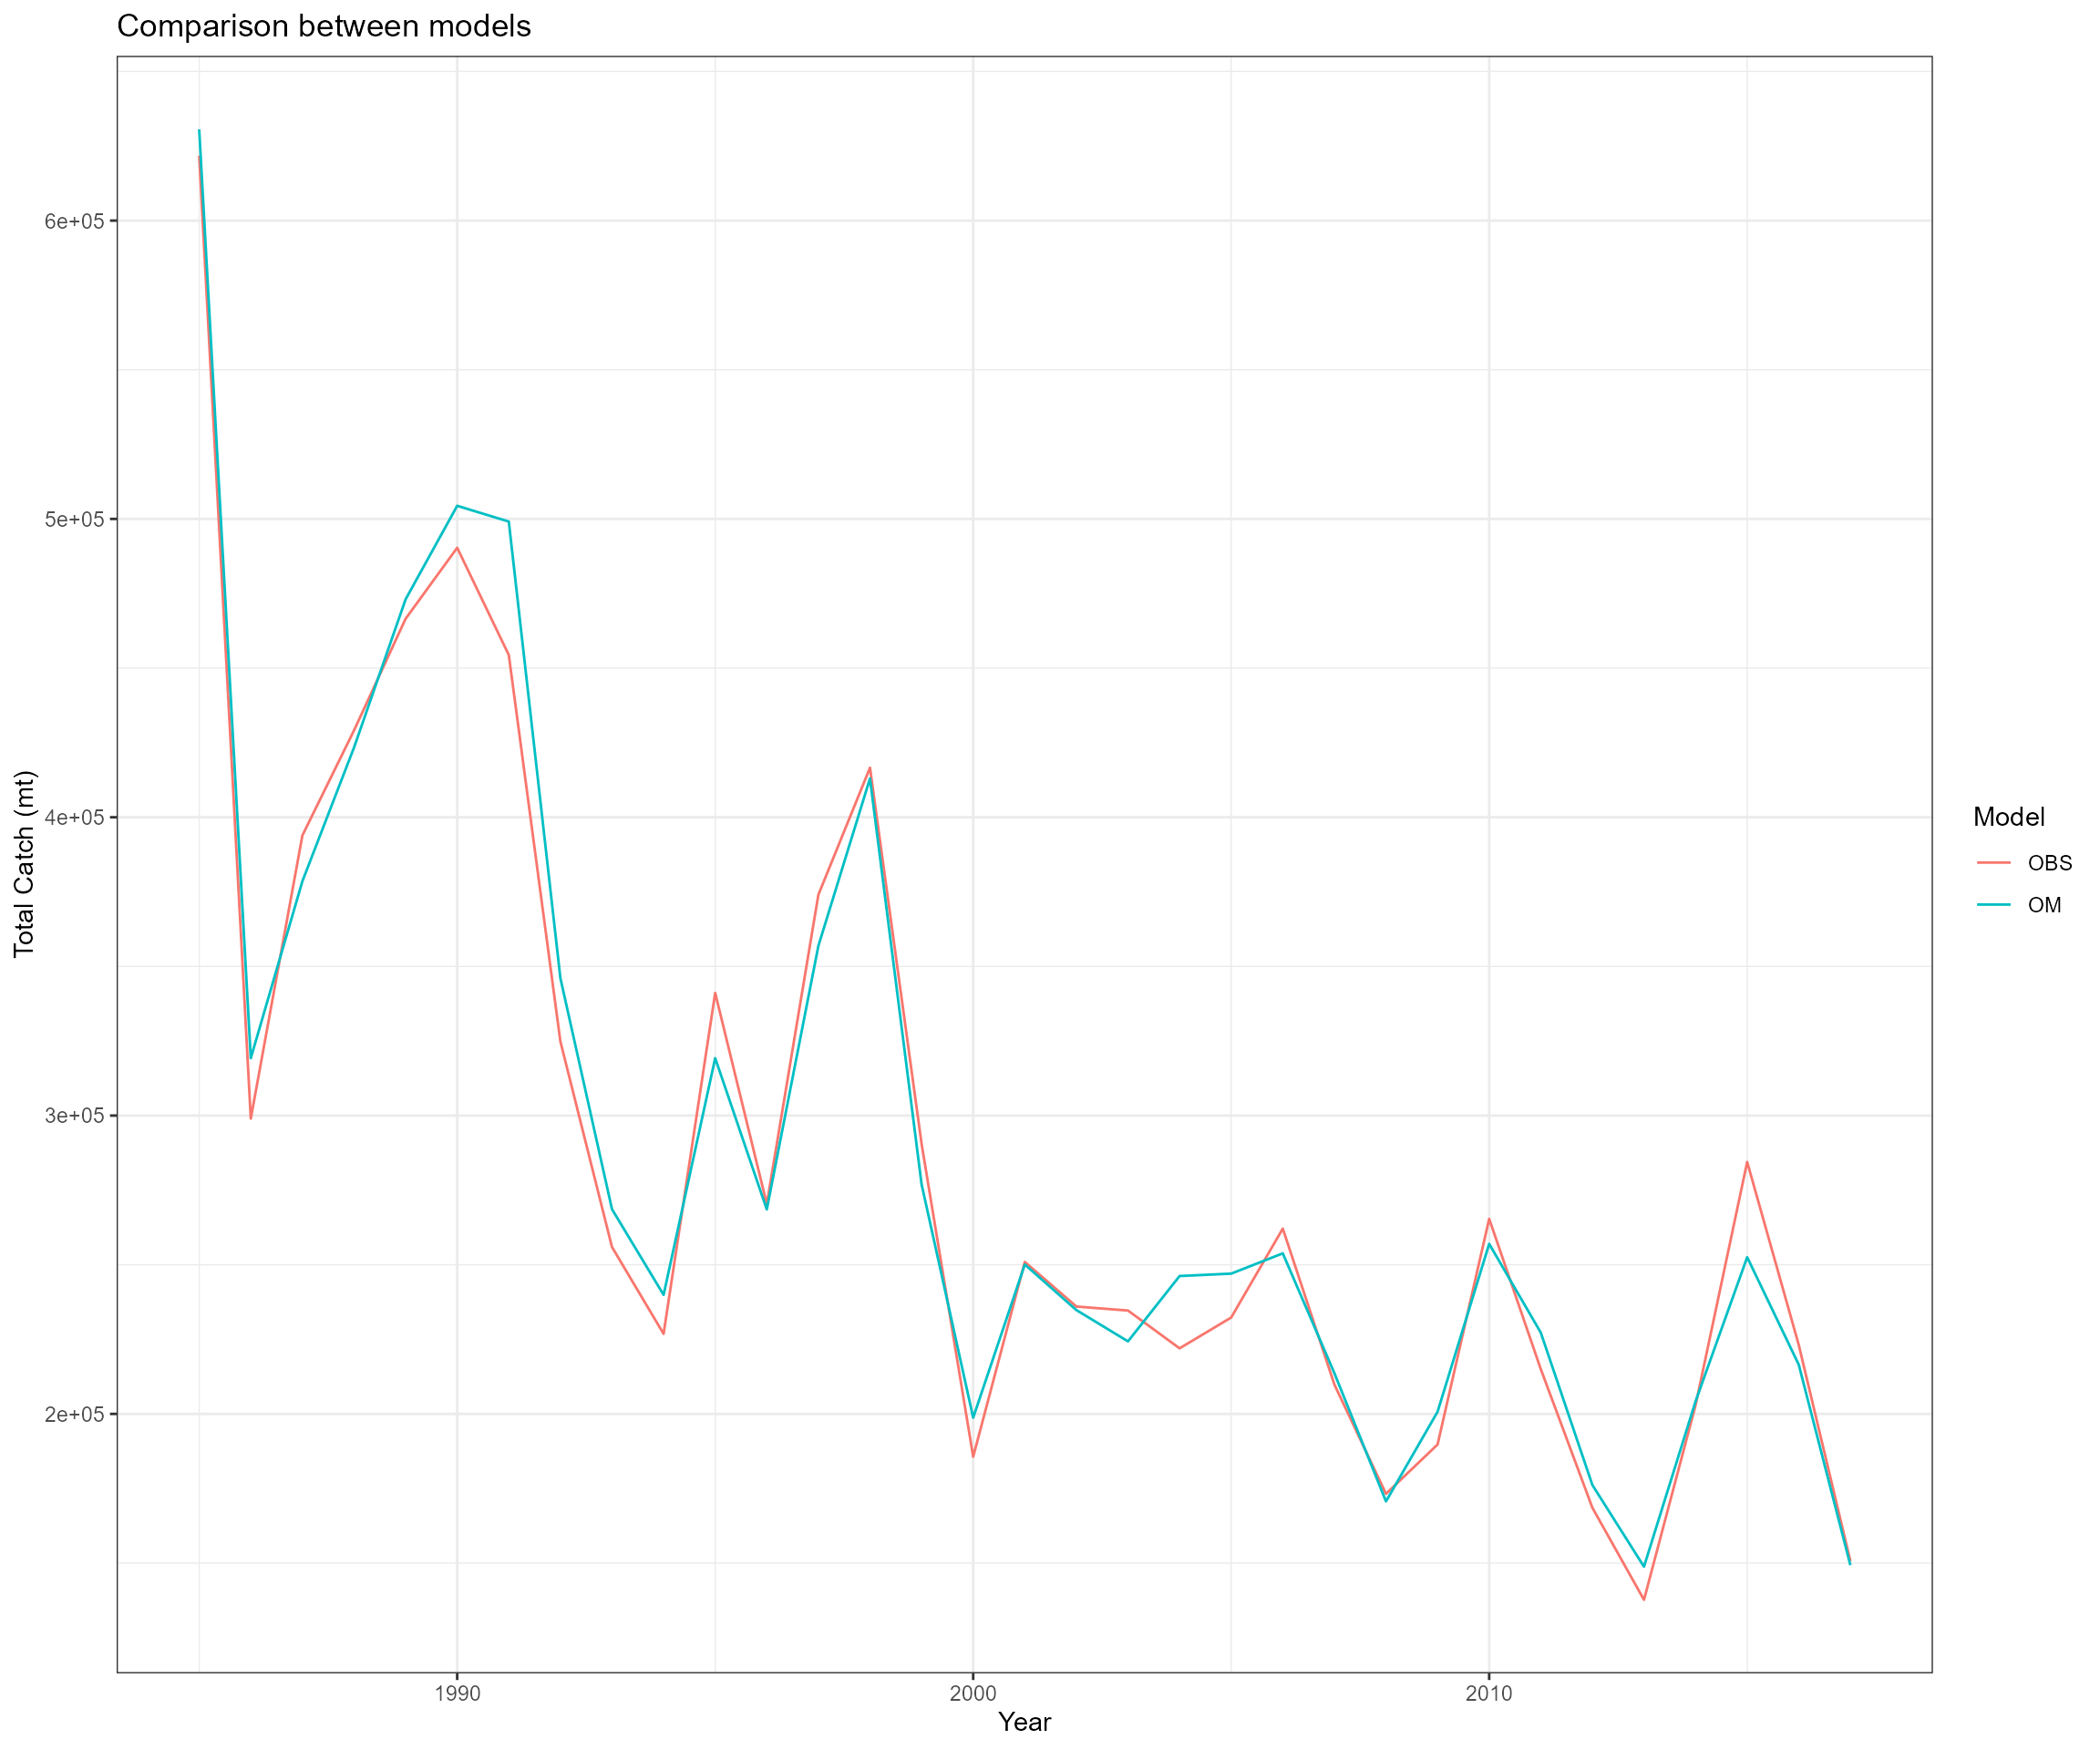 Comparison between models
6e+05
5e+05
4e+05
3e+05
2e+05
Total Catch (mt)
1990
2000
2010
Year
Model
OBS
OM